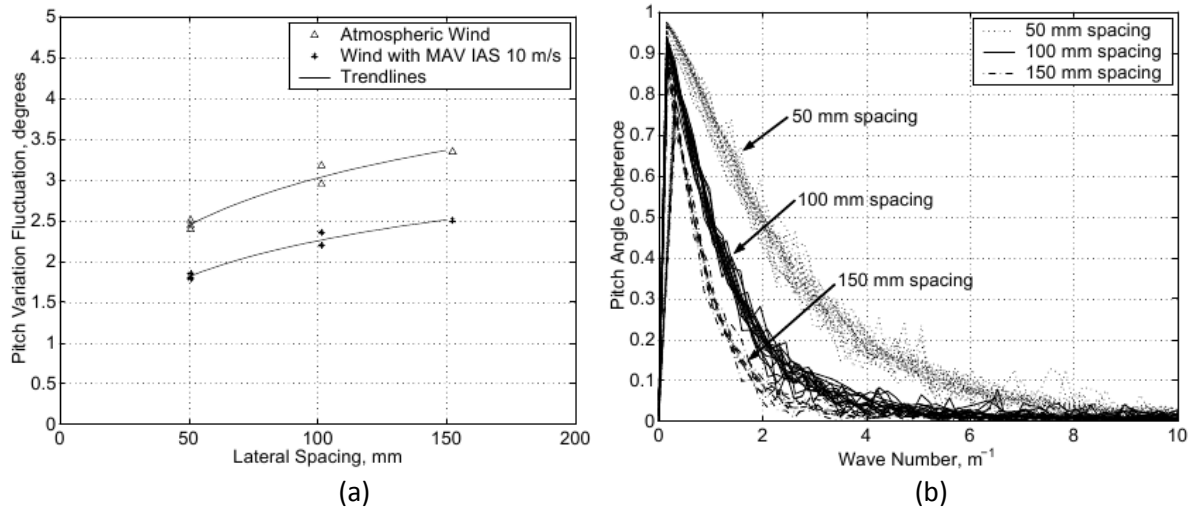 5
4.5
4
3.5
3
2.5
2
1.5
1
0.5
0
0
50
100
150
200
Pitch Variation Fluctuation, degrees
Lateral Spacing, mm
Atmospheric Wind
Wind with MAV IAS 10 m/s
Trendlines
(a)
1
0.9
0.8
0.7
0.6
0.5
0.4
0.3
0.2
0.1
0
0
2
4
6
8
10
Pitch Angle Coherence
Wave Number, m⁻¹
50 mm spacing
100 mm spacing
150 mm spacing
50 mm spacing
100 mm spacing
150 mm spacing
(b)